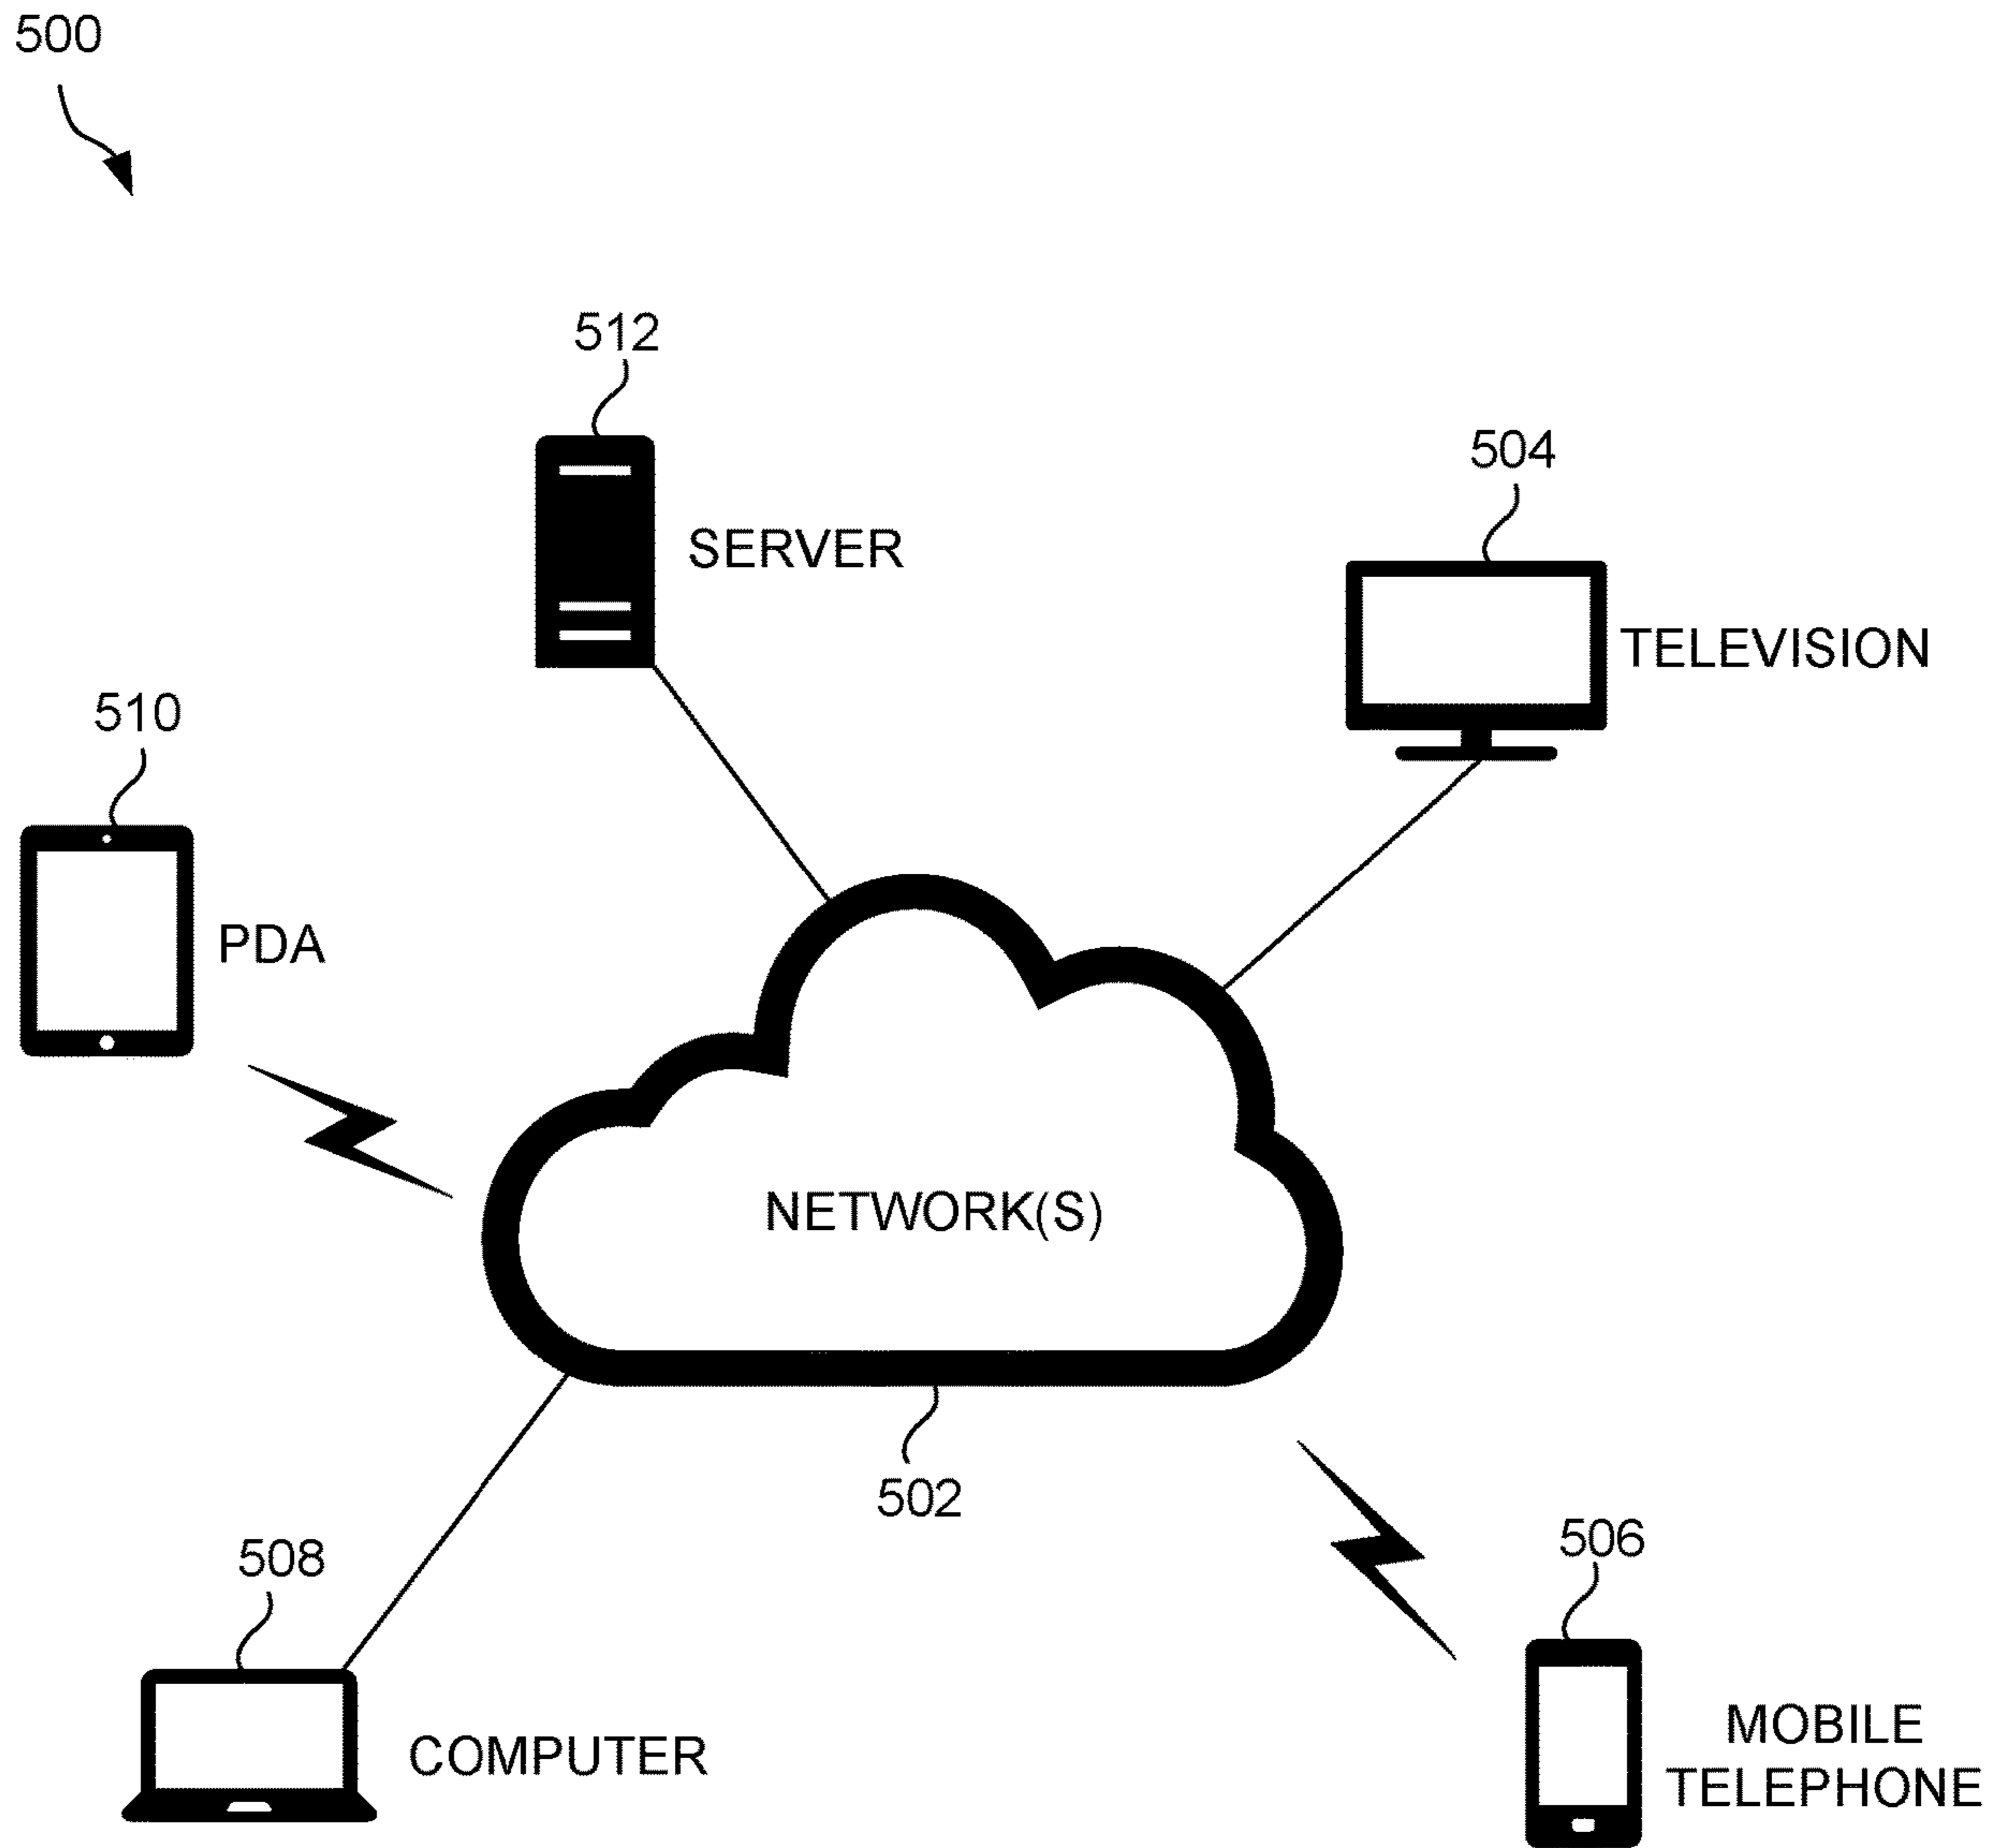 500
512
SERVER
504
TELEVISION
510
PDA
NETWORK(S)
502
508
COMPUTER
506
MOBILE
TELEPHONE